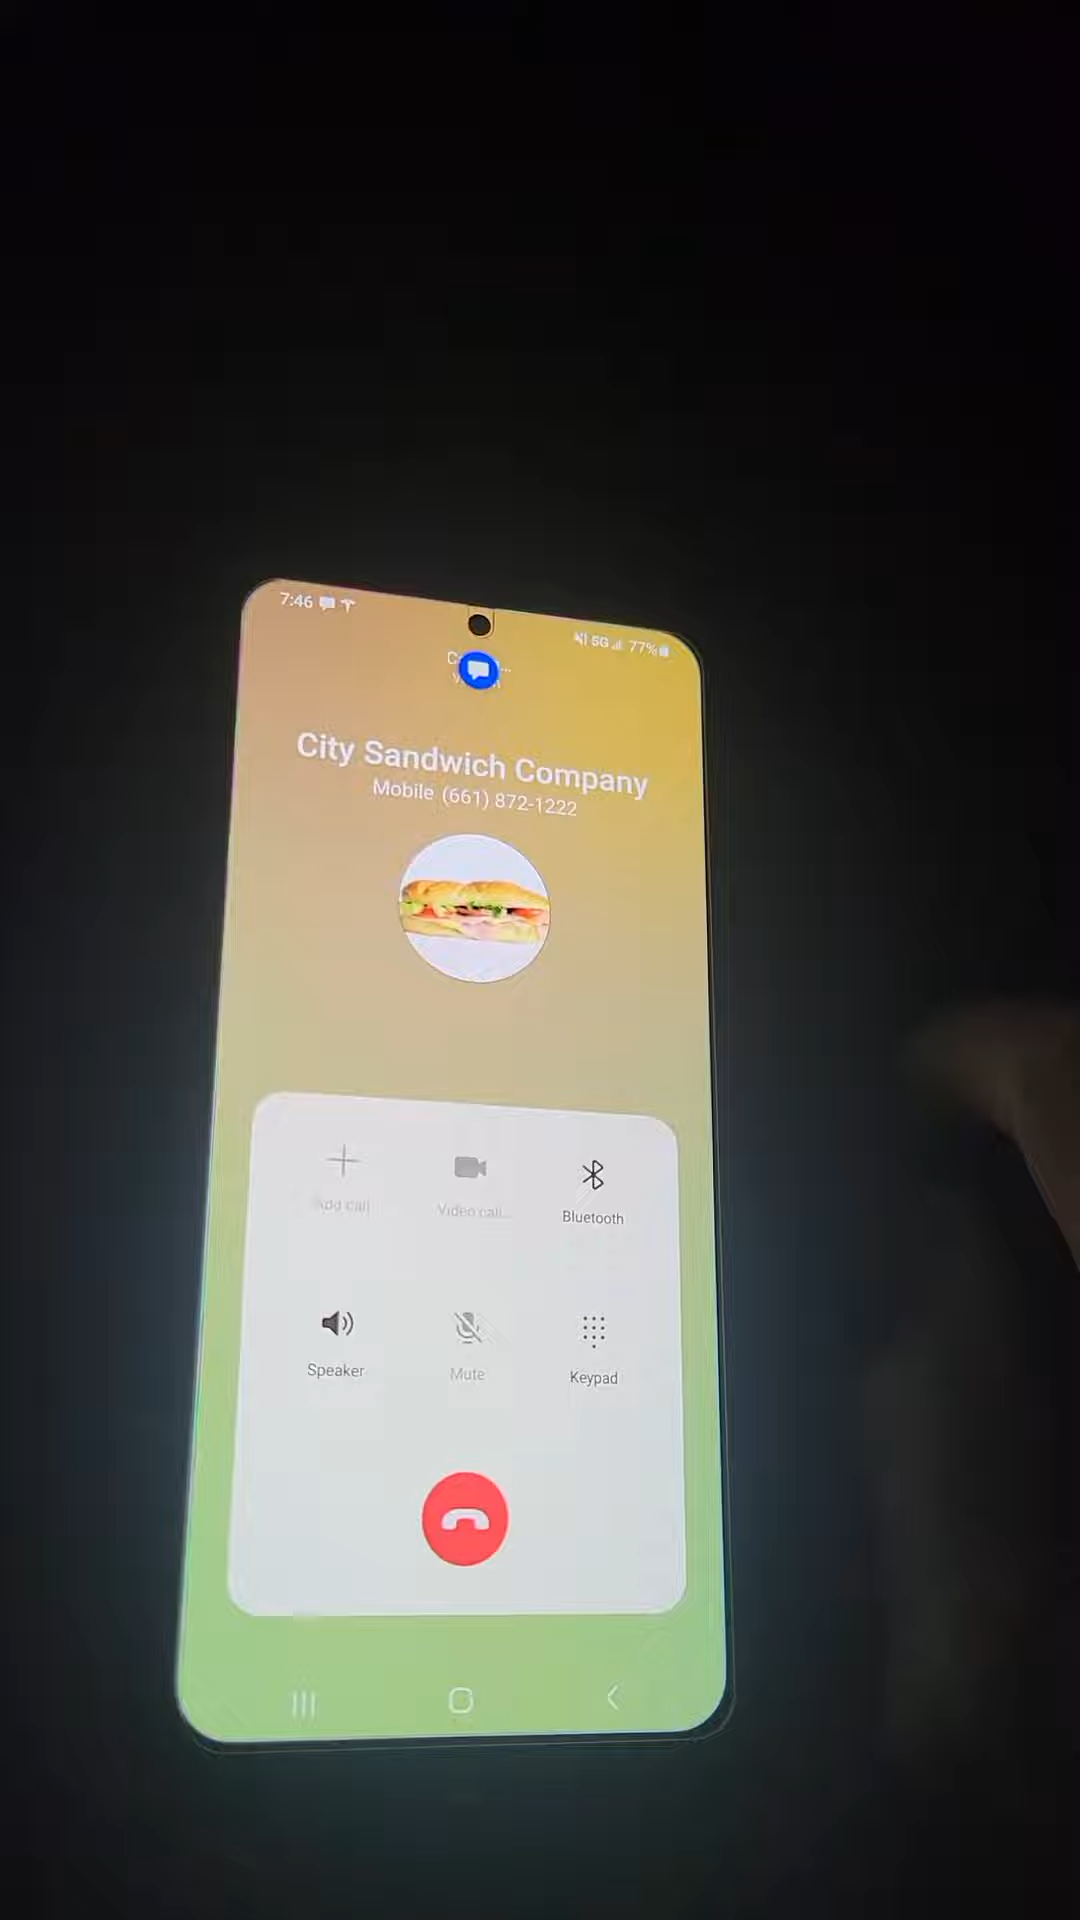 7:46
5G 77%
City Sandwich Company
Mobile (661) 872-1222
Add call
Video call
Bluetooth
Speaker
Mute
Keypad